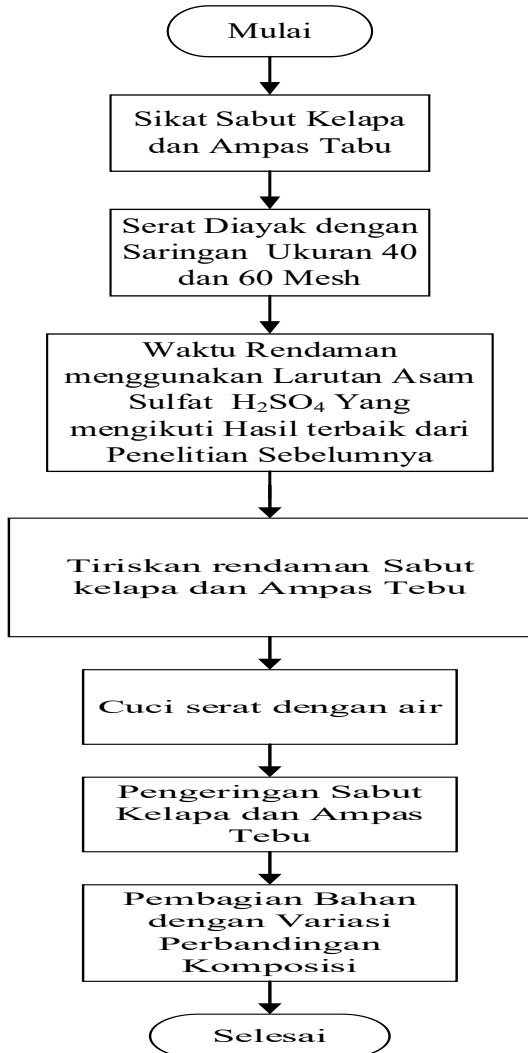 Mulai
Sikat Sabut Kelapa
dan Ampas Tabu
Serat Diayak dengan
Saringan Ukuran 40
dan 60 Mesh
Waktu Rendaman
menggunakan Larutan Asam
Sulfat H₂SO₄ Yang
mengikuti Hasil terbaik dari
Penelitian Sebelumnya
Tiriskan rendaman Sabut
kelapa dan Ampas Tebu
Cuci serat dengan air
Pengeringan Sabut
Kelapa dan Ampas
Tebu
Pembagian Bahan
dengan Variasi
Perbandingan
Komposisi
Selesai